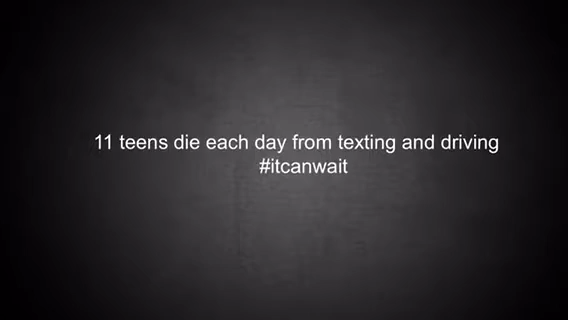 11 teens die each day from texting and driving
#itcanwait